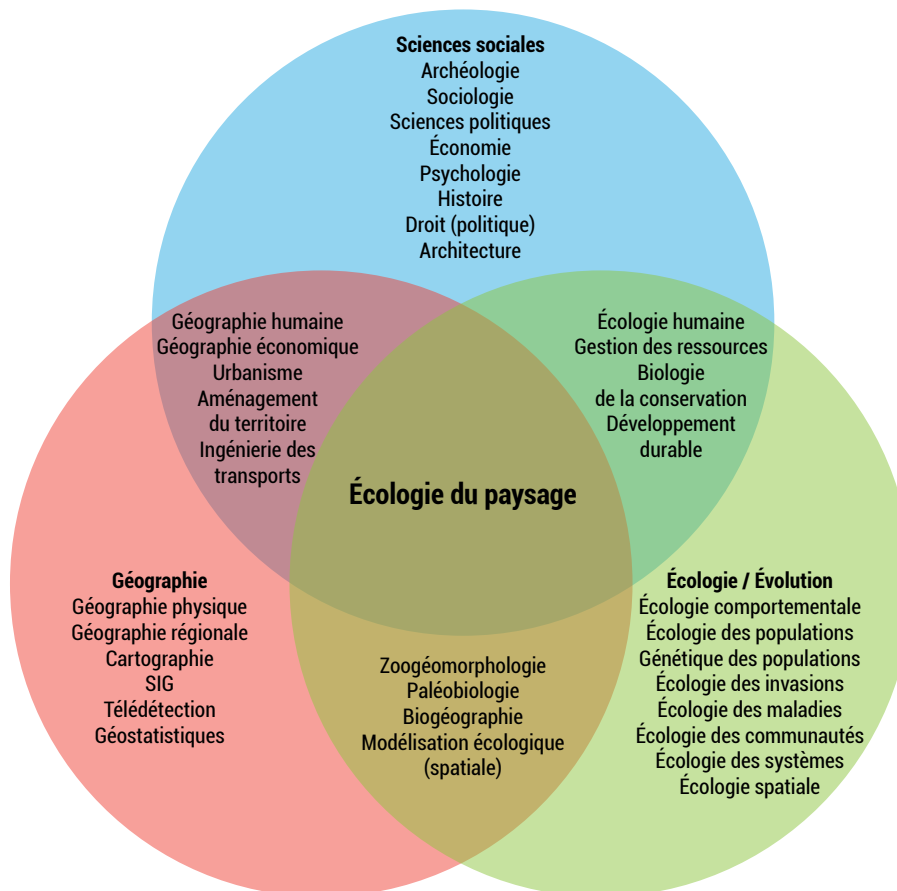 Sciences sociales
Archéologie
Sociologie
Sciences politiques
Économie
Psychologie
Histoire
Droit (politique)
Architecture
Géographie humaine
Géographie économique
Urbanisme
Aménagement
du territoire
Ingénierie des
transports
Écologie humaine
Gestion des ressources
Biologie
de la conservation
Développement
durable
Écologie du paysage
Géographie
Géographie physique
Géographie régionale
Cartographie
SIG
Télédétection
Géostatistiques
Zoogéomorphologie
Paléobiologie
Biogéographie
Modélisation écologique
(spatiale)
Écologie / Évolution
Écologie comportementale
Écologie des populations
Génétique des populations
Écologie des invasions
Écologie des maladies
Écologie des communautés
Écologie des systèmes
Écologie spatiale